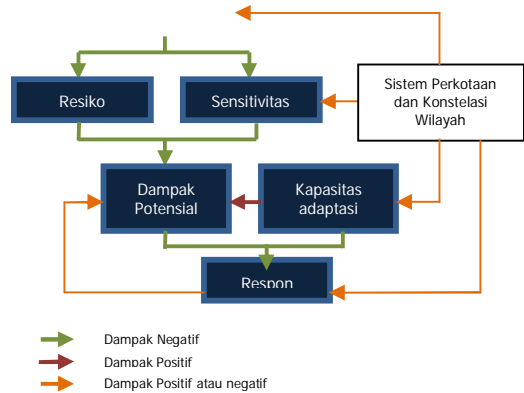 Resiko
Sensitivitas
Sistem Perkotaan
dan Konstelasi
Wilayah
Dampak
Potensial
Kapasitas
adaptasi
Respon
Dampak Negatif
Dampak Positif
Dampak Positif atau negatif